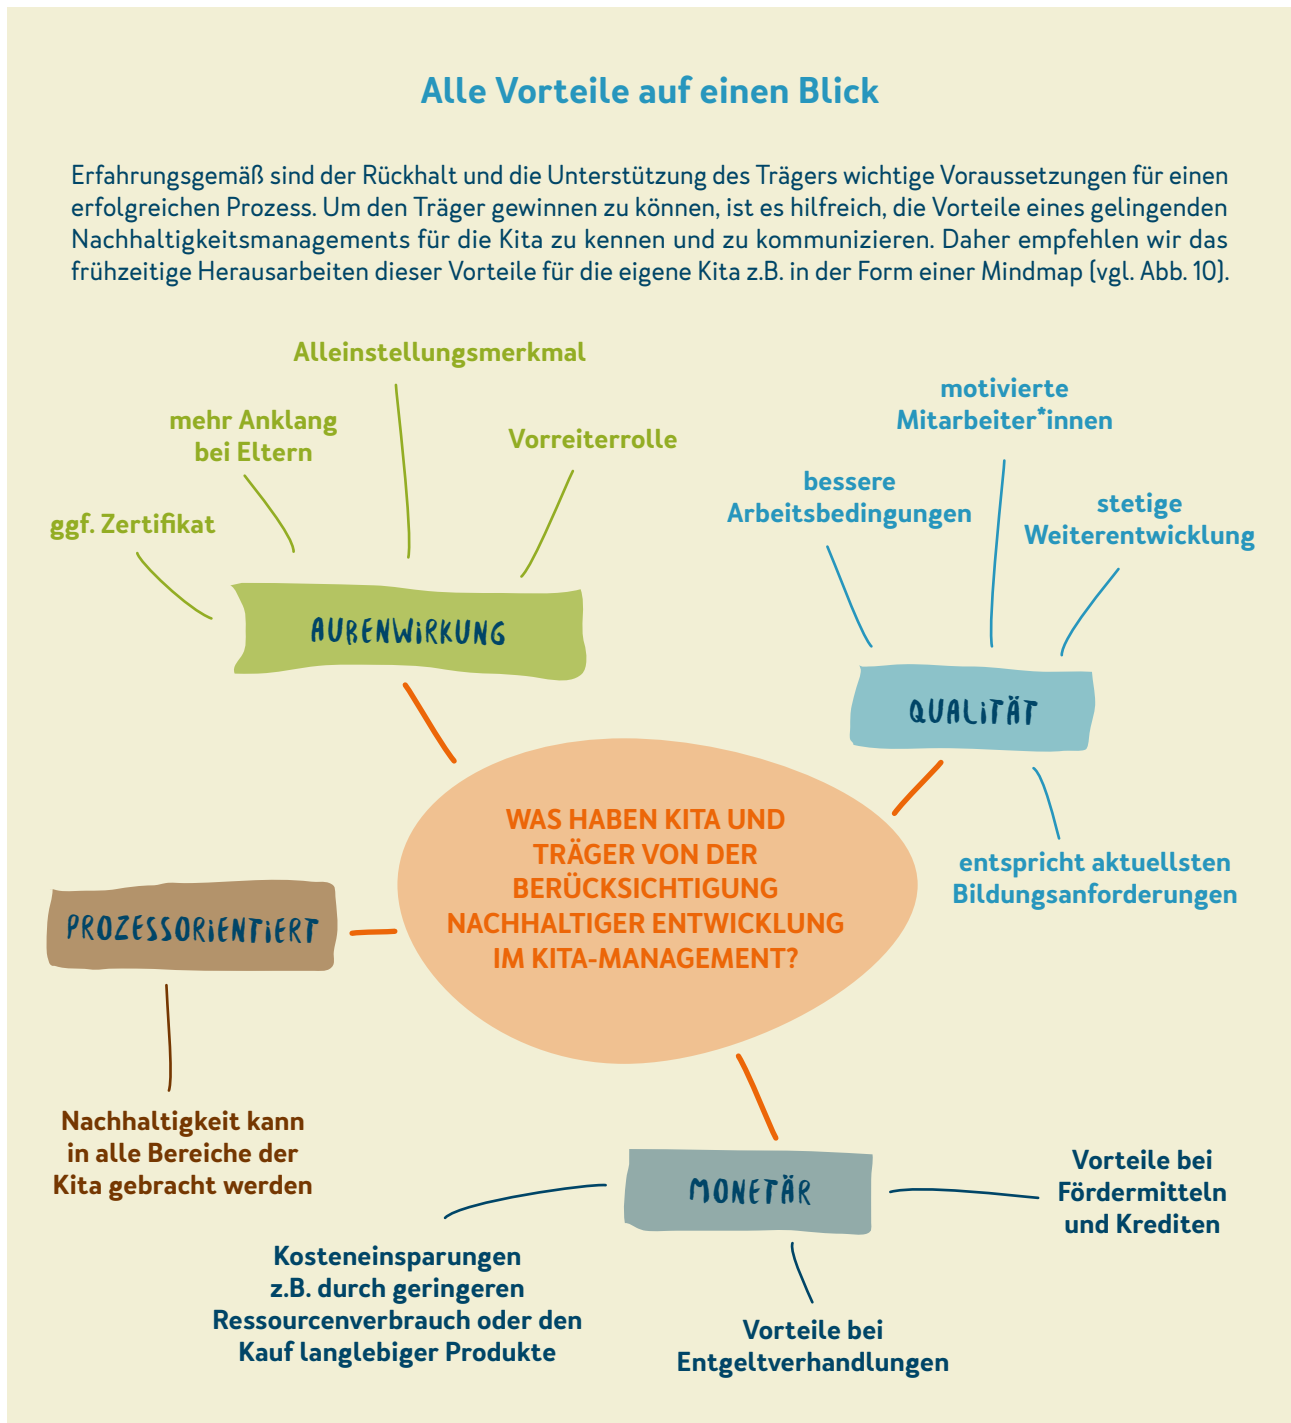 Alle Vorteile auf einen Blick
Erfahrungsgemäß sind der Rückhalt und die Unterstützung des Trägers wichtige Voraussetzungen für einen
erfolgreichen Prozess. Um den Träger gewinnen zu können, ist es hilfreich, die Vorteile eines gelingenden
Nachhaltigkeitsmanagements für die Kita zu kennen und zu kommunizieren. Daher empfehlen wir das
frühzeitige Herausarbeiten dieser Vorteile für die eigene Kita z.B. in der Form einer Mindmap (vgl. Abb. 10).
Alleinstellungsmerkmal
mehr Anklang
bei Eltern
Vorreiterrolle
ggf. Zertifikat
AUßENWiRKUNG
motivierte
Mitarbeiter*innen
bessere
Arbeitsbedingungen
stetige
Weiterentwicklung
QUALiTÄT
entspricht aktuellsten
Bildungsanforderungen
WAS HABEN KITA UND
TRÄGER VON DER
BERÜCKSICHTIGUNG
NACHHALTIGER ENTWICKLUNG
IM KITA-MANAGEMENT?
PROZESSORiENTiERT
Nachhaltigkeit kann
in alle Bereiche der
Kita gebracht werden
MONETÄR
Vorteile bei
Fördermitteln
und Krediten
Kosteneinsparungen
z.B. durch geringeren
Ressourcenverbrauch oder den
Kauf langlebiger Produkte
Vorteile bei
Entgeltverhandlungen